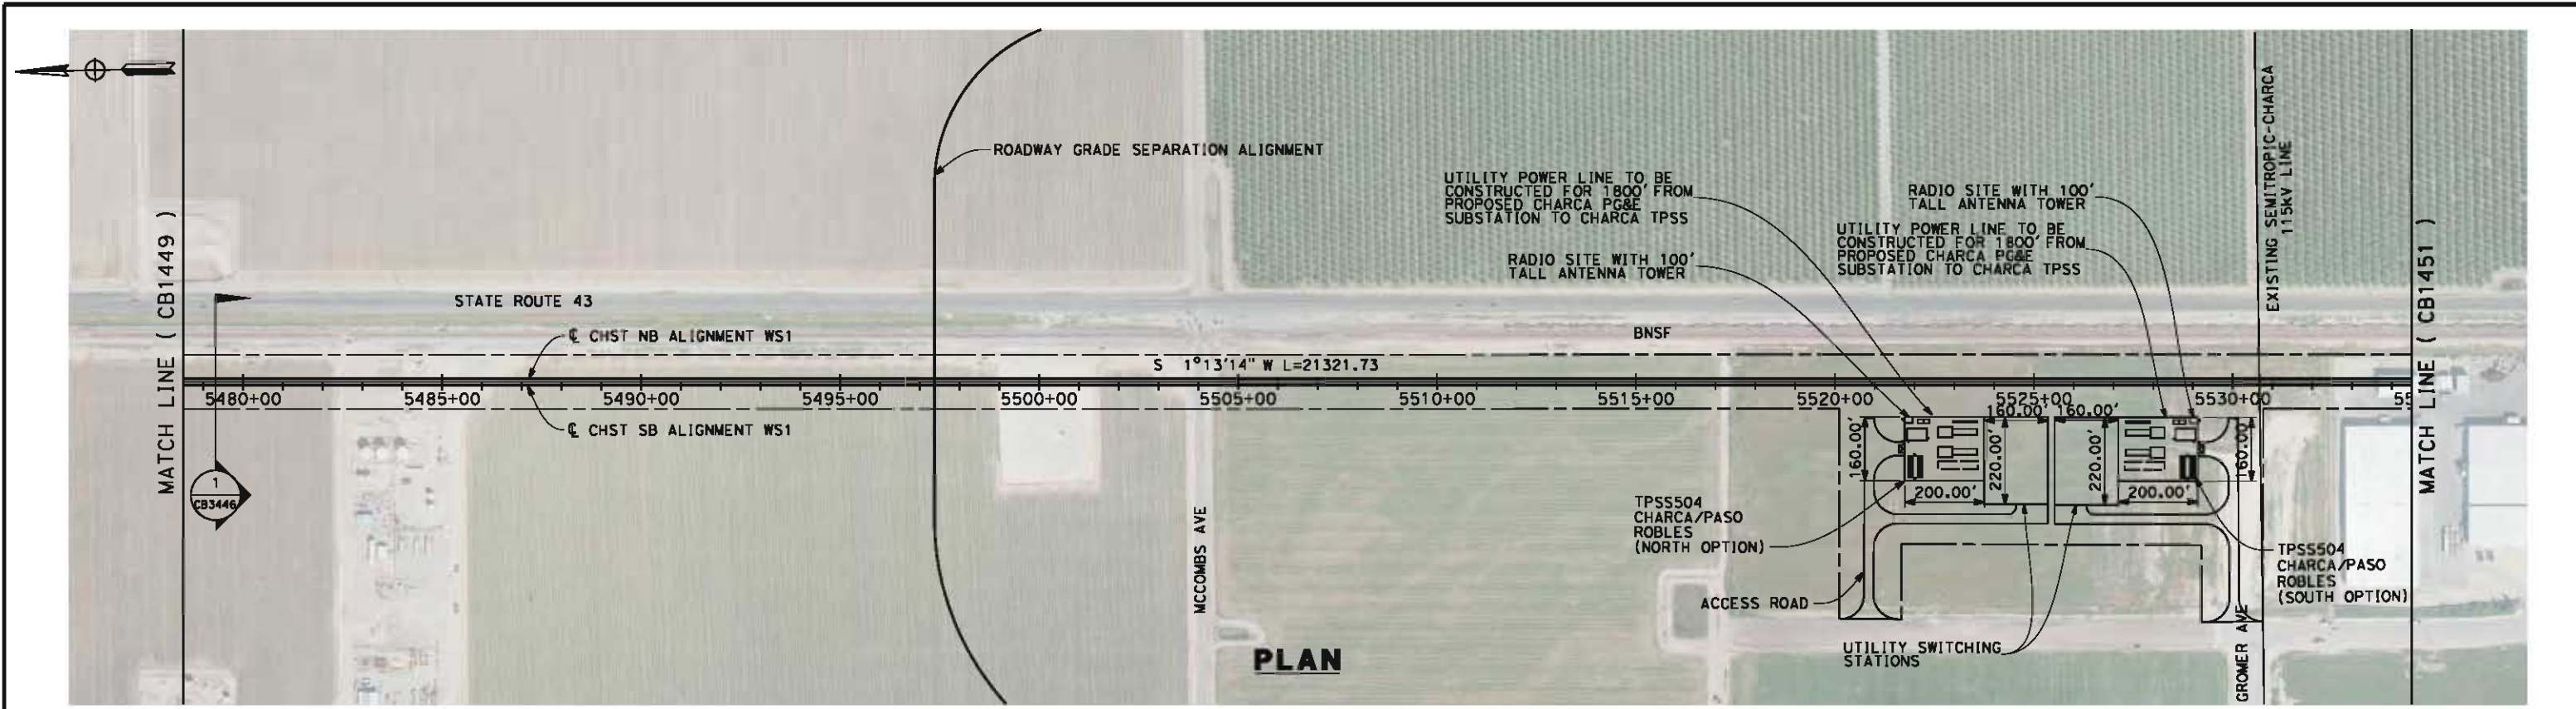 MATCH LINE ( CB1449 )
1
CB3446
STATE ROUTE 43
℄ CHST NB ALIGNMENT WS1
℄ CHST SB ALIGNMENT WS1
ROADWAY GRADE SEPARATION ALIGNMENT
S 1°13'14" W L=21321.73
BNSF
5480+00
5485+00
5490+00
5495+00
5500+00
5505+00
5510+00
5515+00
5520+00
5525+00
5530+00
55
MCCOMBS AVE
PLAN
UTILITY POWER LINE TO BE
CONSTRUCTED FOR 1800' FROM
PROPOSED CHARCA PG&E
SUBSTATION TO CHARCA TPSS
RADIO SITE WITH 100'
TALL ANTENNA TOWER
RADIO SITE WITH 100'
TALL ANTENNA TOWER
UTILITY POWER LINE TO BE
CONSTRUCTED FOR 1800' FROM
PROPOSED CHARCA PG&E
SUBSTATION TO CHARCA TPSS
EXISTING SEMITROPIC-CHARCA
115KV LINE
160.00'
160.00'
160.00'
220.00'
220.00'
160.00'
200.00'
200.00'
TPSS504
CHARCA/PASO
ROBLES
(NORTH OPTION)
ACCESS ROAD
UTILITY SWITCHING
STATIONS
TPSS504
CHARCA/PASO
ROBLES
(SOUTH OPTION)
GROMER AVE
MATCH LINE ( CB1451 )